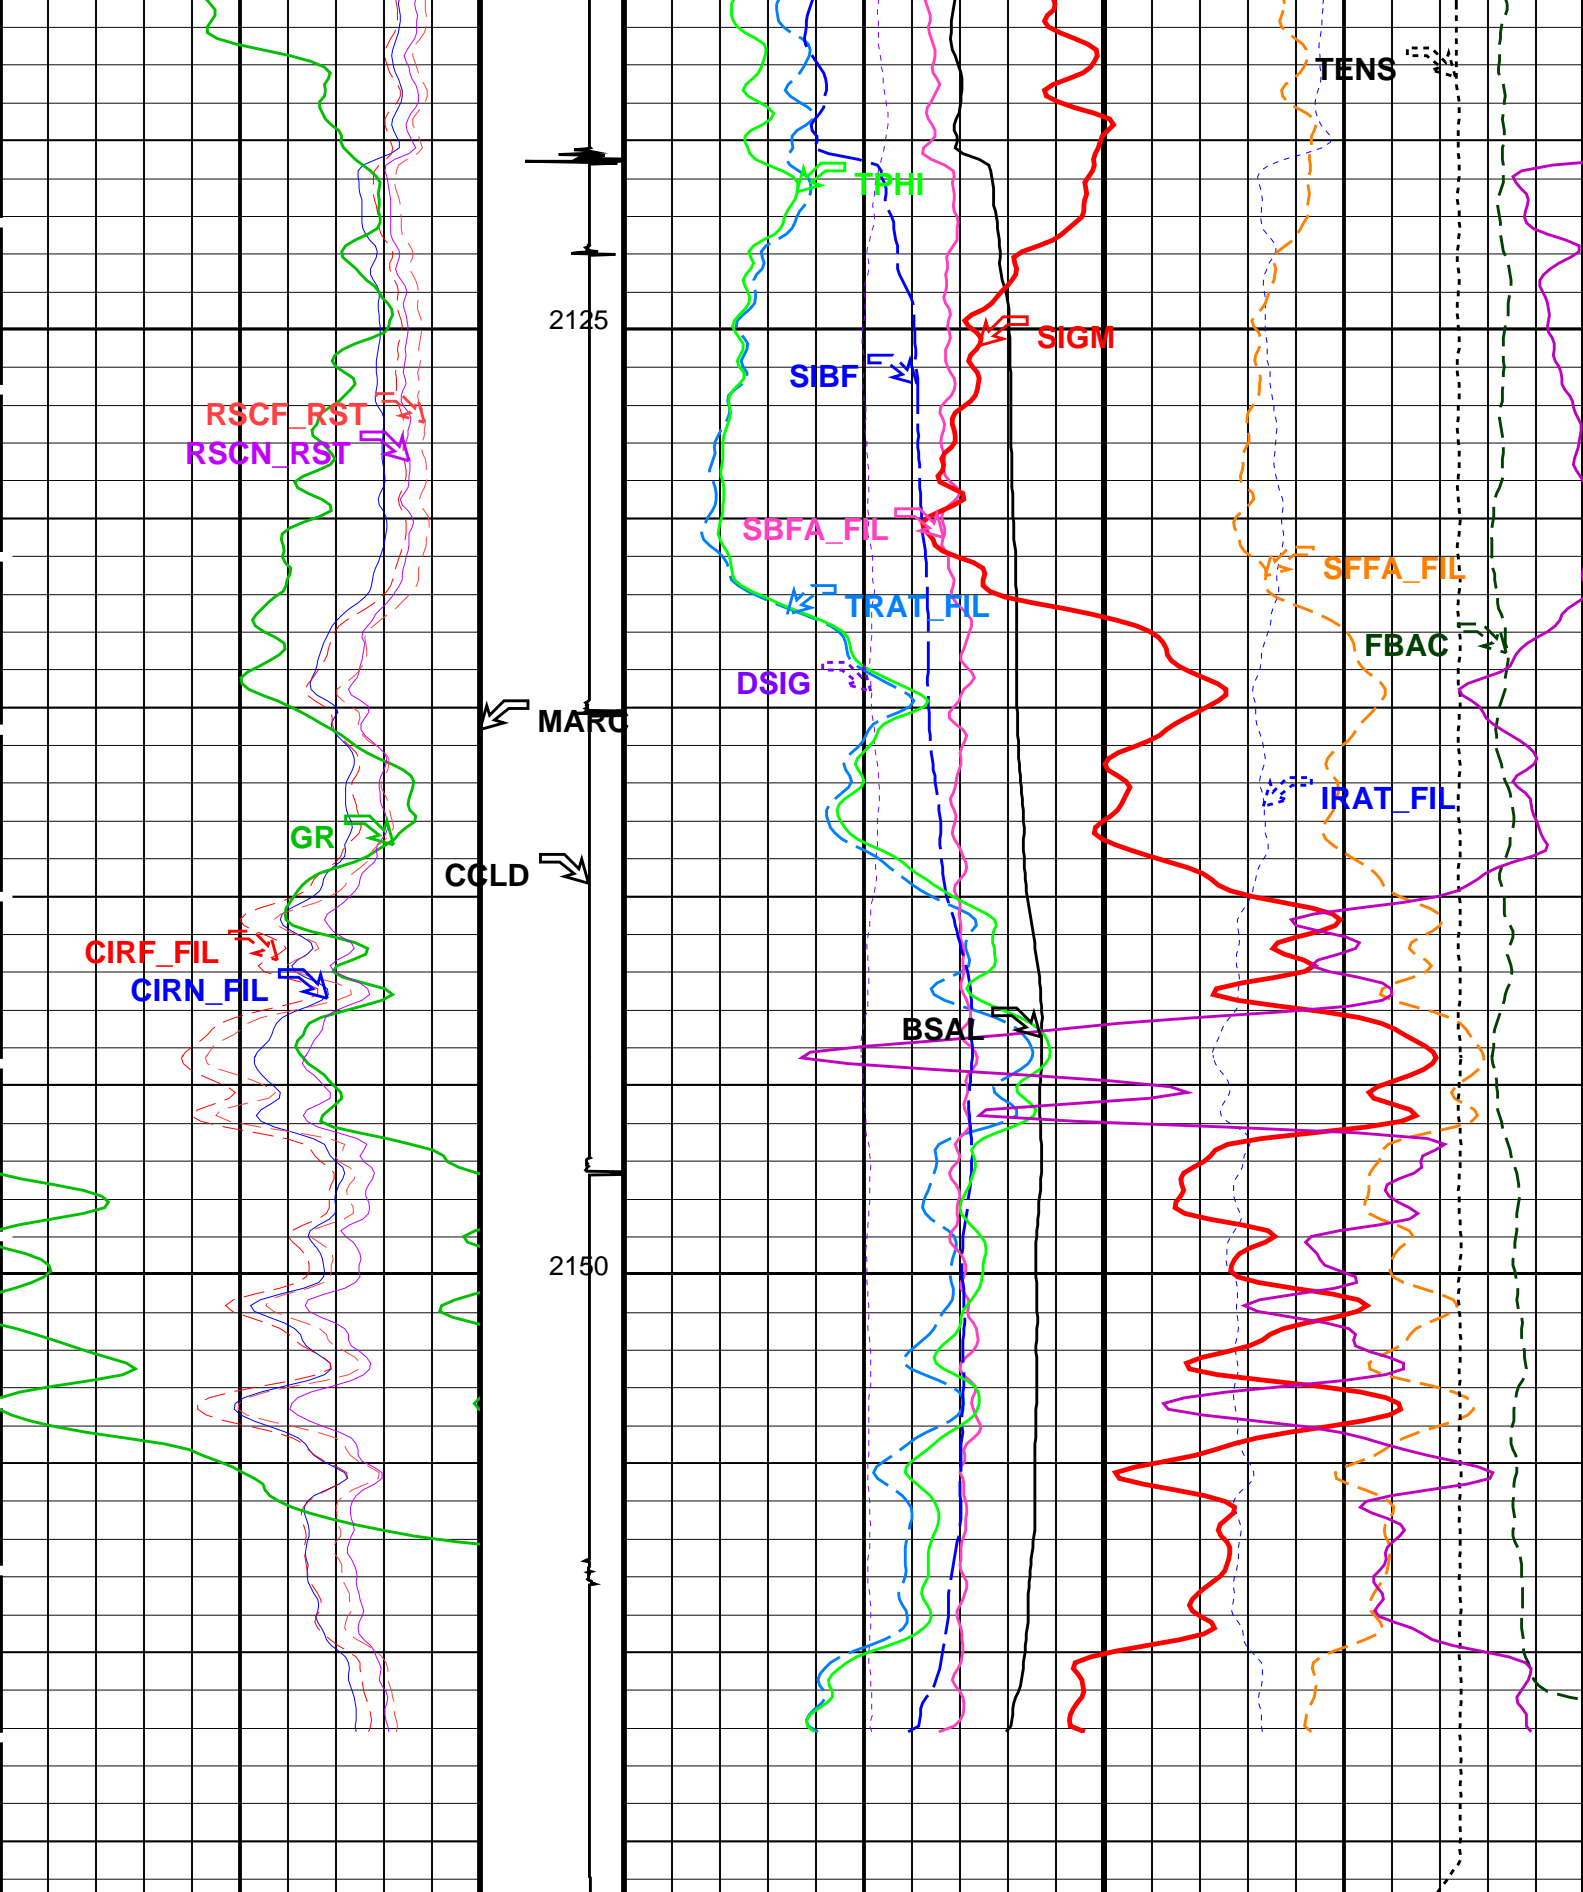 TENS
TPHI
2125
SIGM
SIBF
RSCF_RST
RSCN_RST
SBFA_FIL
SFFA_FIL
TRAT_FIL
FBAC
DSIG
MARC
IRAT_FIL
GR
CCLD
CIRF_FIL
CIRN_FIL
BSAL
2150